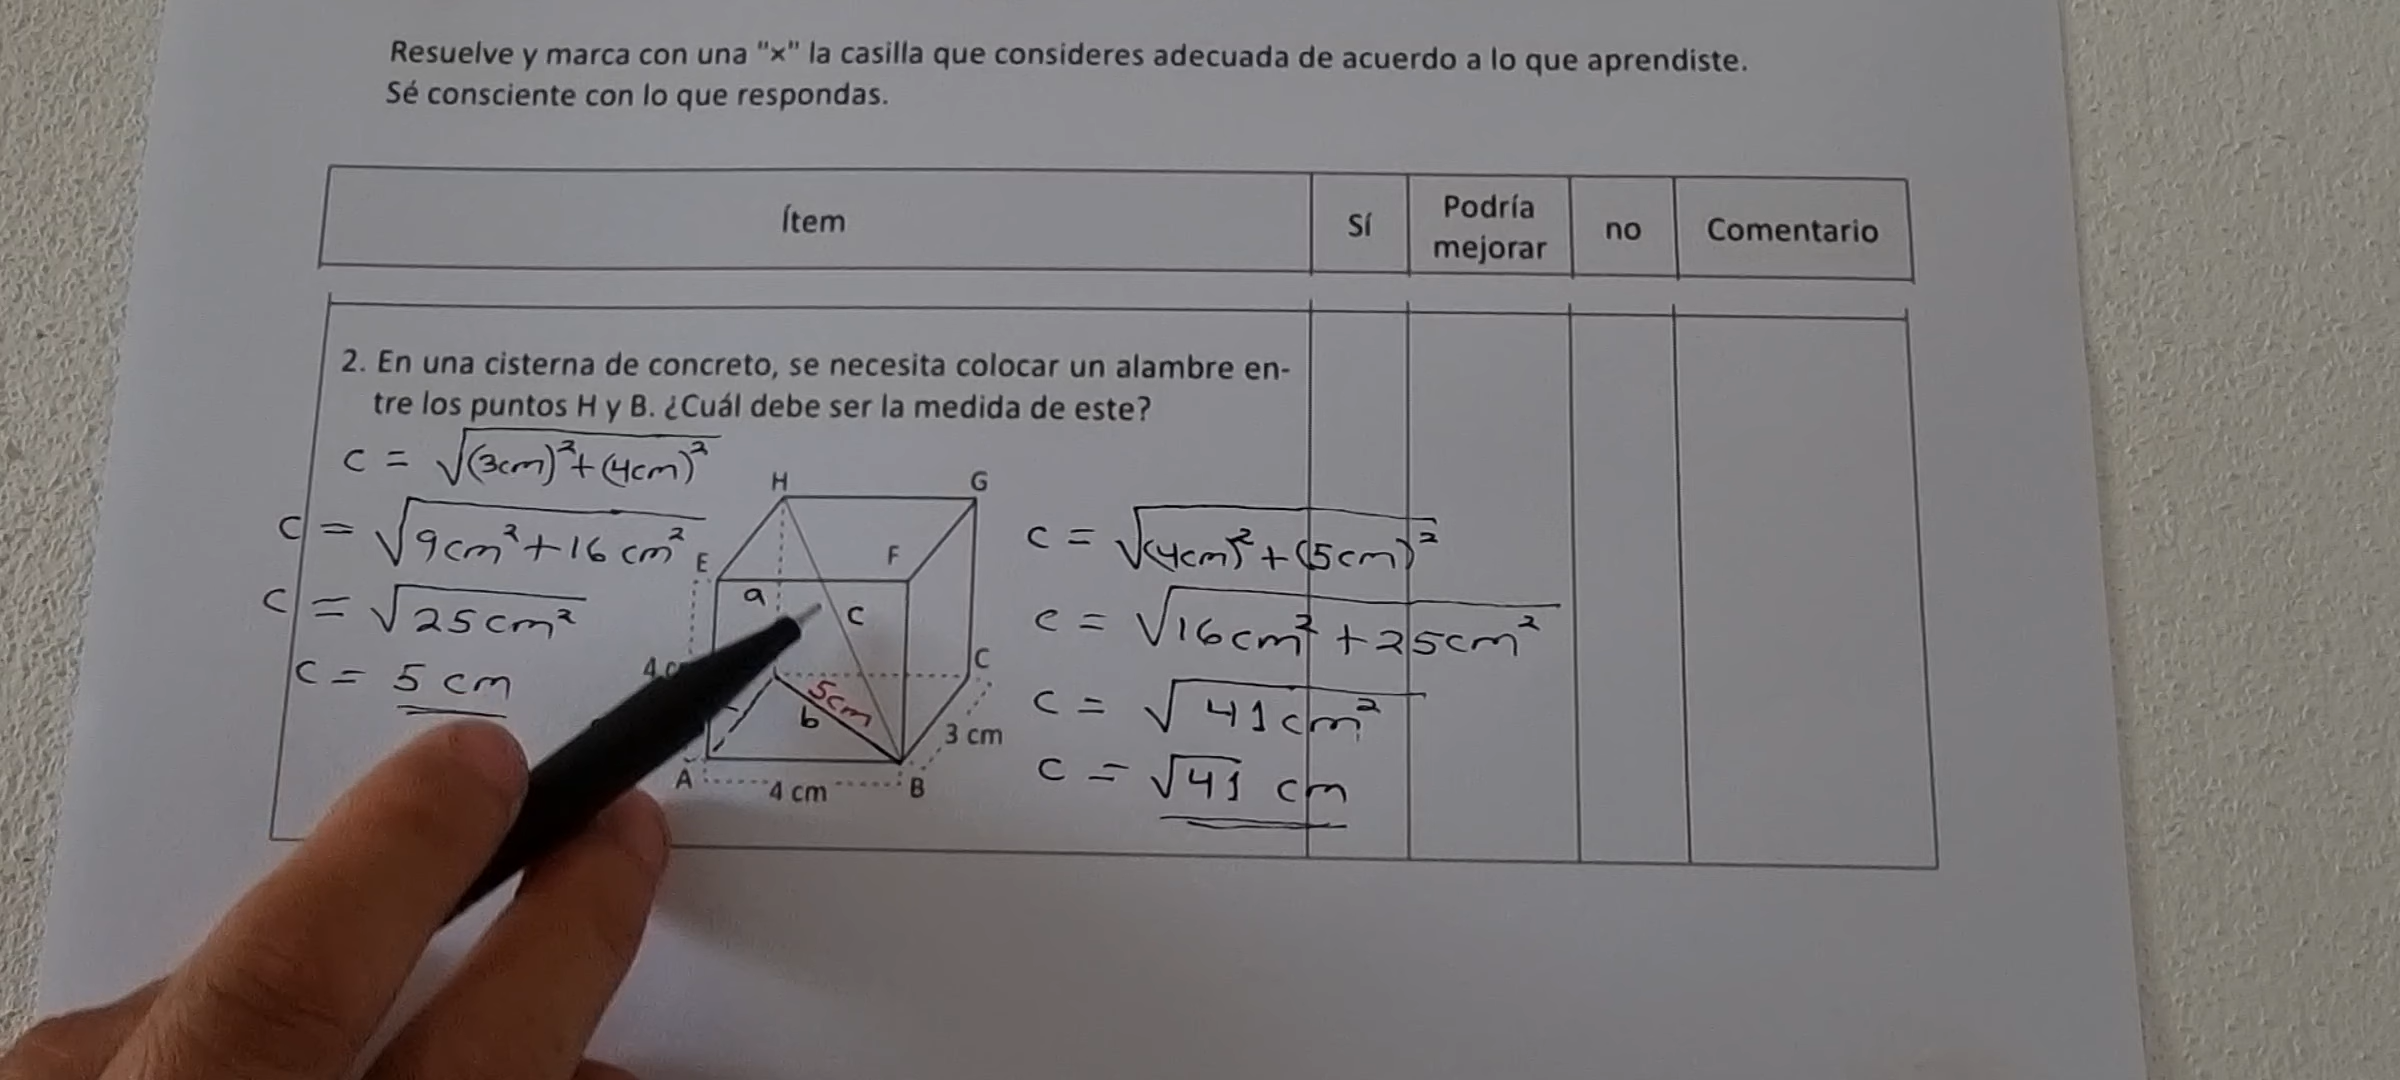 Resuelve y marca con una "x" la casilla que consideres adecuada de acuerdo a lo que aprendiste.
Sé consciente con lo que respondas.
Ítem
Sí
Podría
mejorar
no
Comentario
2. En una cisterna de concreto, se necesita colocar un alambre en-
tre los puntos H y B. ¿Cuál debe ser la medida de este?
c = √(3cm)²+(4cm)²
c = √9cm²+16cm²
c = √25cm²
c = 5 cm
H
G
E
F
a
c
C
5cm
b
3 cm
A
4 cm
B
c = √(4cm)²+(5cm)²
c = √16cm²+25cm²
c = √41cm²
c = √41 cm